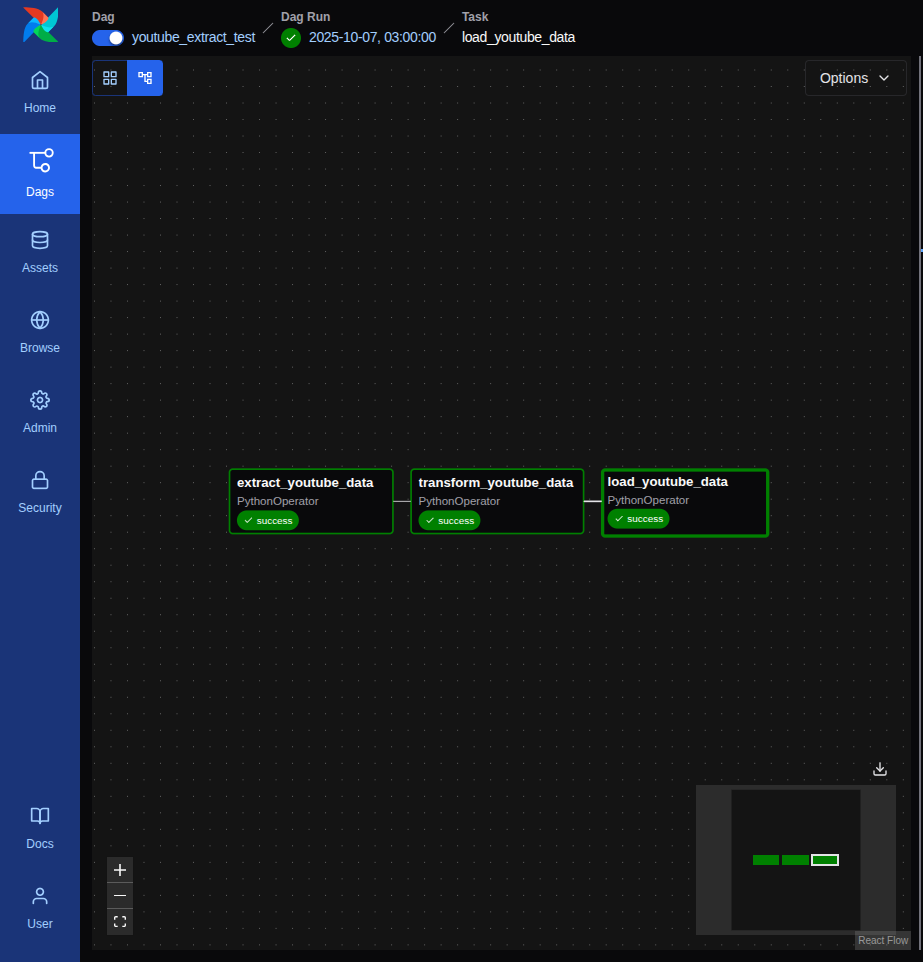 Dag
youtube_extract_test
Dag Run
2025-10-07, 03:00:00
Task
load_youtube_data
Options
Home
Dags
Assets
Browse
Admin
Security
Docs
User
extract_youtube_data
PythonOperator
success
transform_youtube_data
PythonOperator
success
load_youtube_data
PythonOperator
success
React Flow